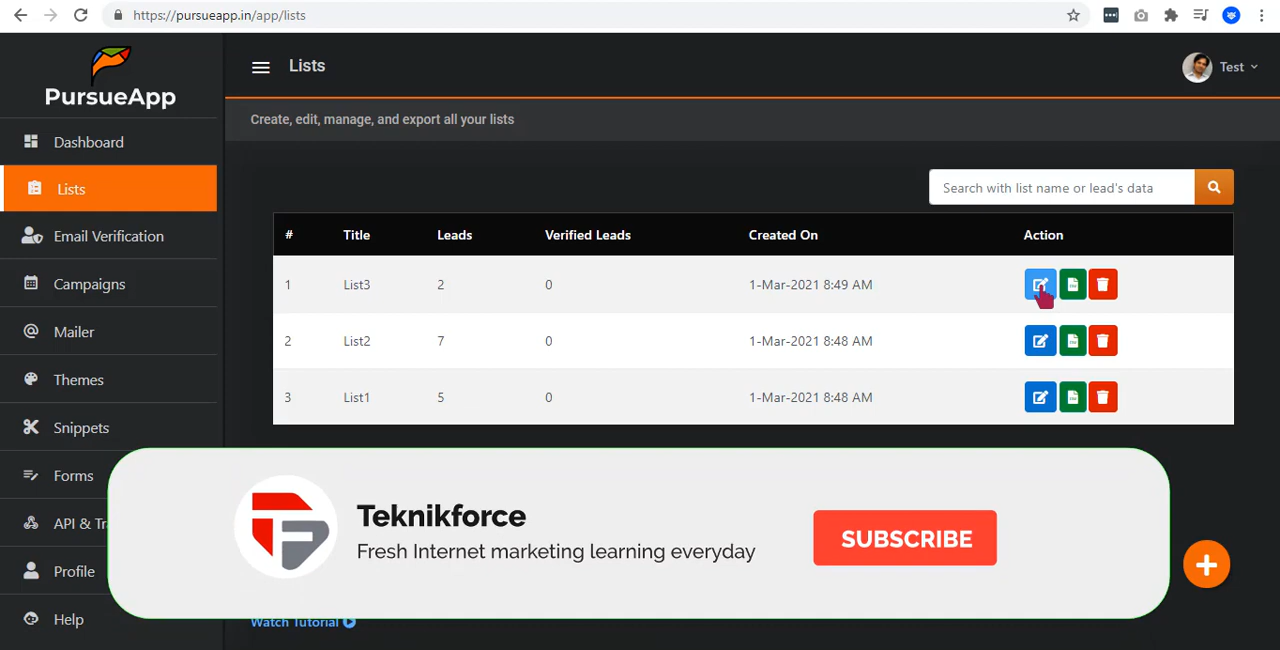 https://pursueapp.in/app/lists
PursueApp
Lists
Test
Create, edit, manage, and export all your lists
Dashboard
Lists
Email Verification
Campaigns
Mailer
Themes
Snippets
Forms
API & Tr
Profile
Help
Search with list name or lead's data
# Title Leads Verified Leads Created On Action
1 List3 2 0 1-Mar-2021 8:49 AM
2 List2 7 0 1-Mar-2021 8:48 AM
3 List1 5 0 1-Mar-2021 8:48 AM
Teknikforce
Fresh Internet marketing learning everyday
SUBSCRIBE
Watch Tutorial